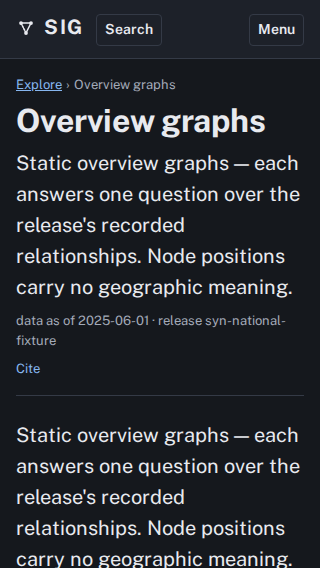 SIG Search Menu
Explore › Overview graphs
Overview graphs
Static overview graphs — each
answers one question over the
release's recorded
relationships. Node positions
carry no geographic meaning.
data as of 2025-06-01 · release syn-national-
fixture
Cite
Static overview graphs — each
answers one question over the
release's recorded
relationships. Node positions
carry no geographic meaning.